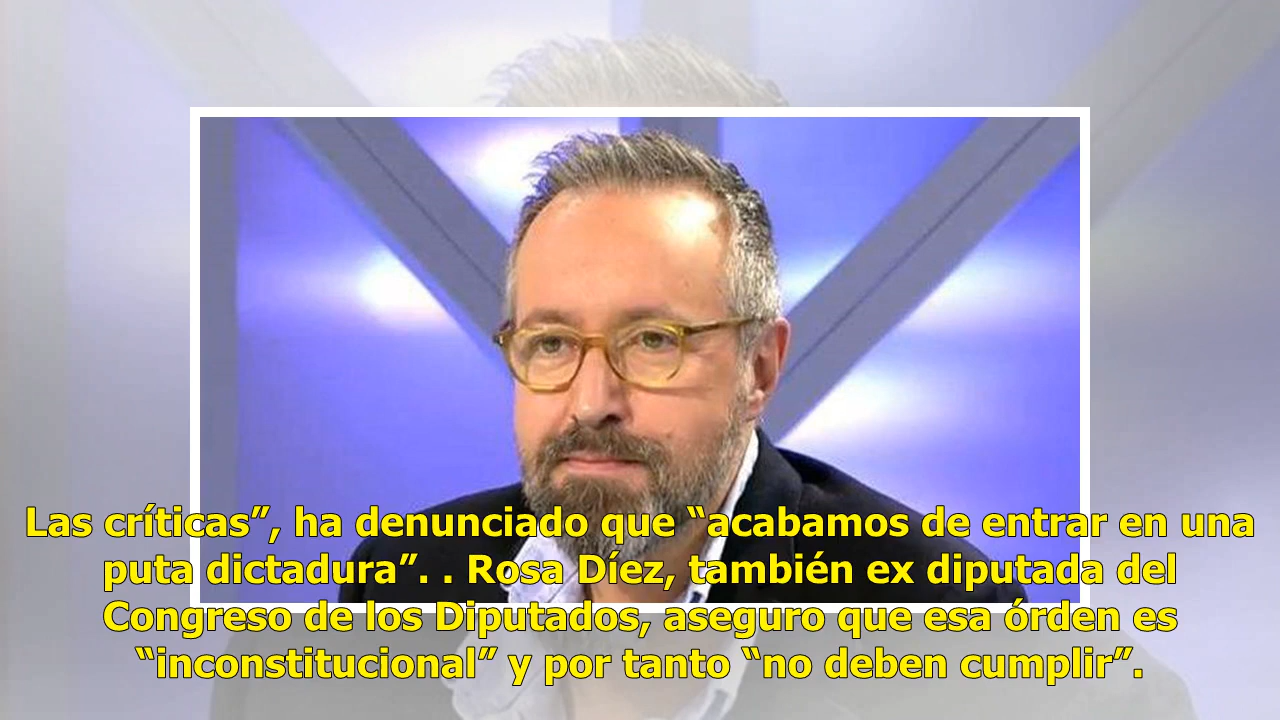 Las críticas”, ha denunciado que “acabamos de entrar en una
puta dictadura”. . Rosa Díez, también ex diputada del
Congreso de los Diputados, aseguro que esa órden es
“inconstitucional” y por tanto “no deben cumplir”.